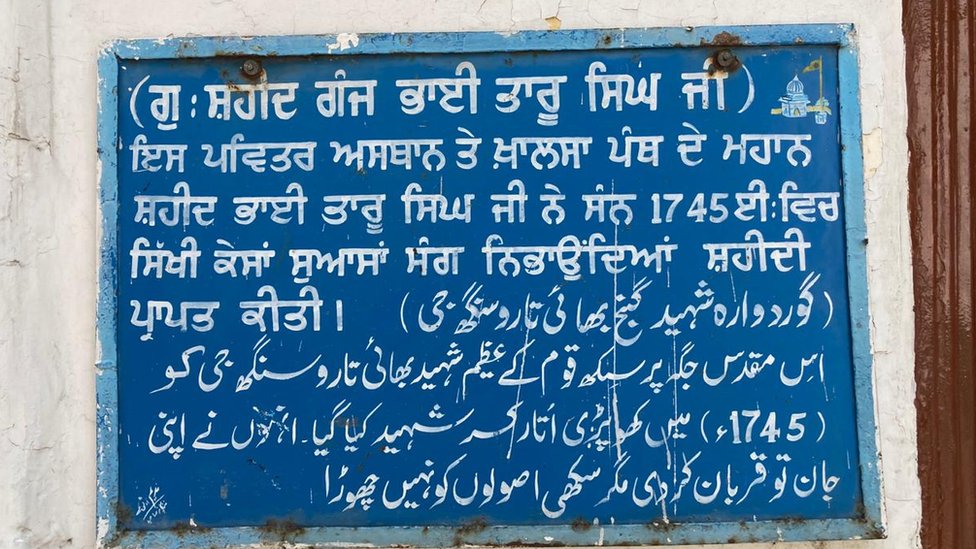 (ਗੁ: ਸ਼ਹੀਦ ਗੰਜ ਭਾਈ ਤਾਰੂ ਸਿੰਘ ਜੀ)
ਇਸ ਪਵਿਤਰ ਅਸਥਾਨ ਤੇ ਖ਼ਾਲਸਾ ਪੰਥ ਦੇ ਮਹਾਨ
ਸ਼ਹੀਦ ਭਾਈ ਤਾਰੂ ਸਿੰਘ ਜੀ ਨੇ ਸੰਨ 1745 ਈ: ਵਿਚ
ਸਿੱਖੀ ਕੇਸਾਂ ਸੁਆਸਾਂ ਸੰਗ ਨਿਭਾਉਂਦਿਆਂ ਸ਼ਹੀਦੀ
ਪ੍ਰਾਪਤ ਕੀਤੀ।
(گوردوارہ شہید گنج بھائی تارو سنگھ جی)
اس مقدس جگہ پر سکھ قوم کے عظیم شہید بھائی تارو سنگھ جی کو
(1745ء) میں کھوپڑی اُتار کر شہید کیا گیا۔ انہوں نے اپنی
جان تو قربان کر دی مگر سکھی اصولوں کو نہیں چھوڑا